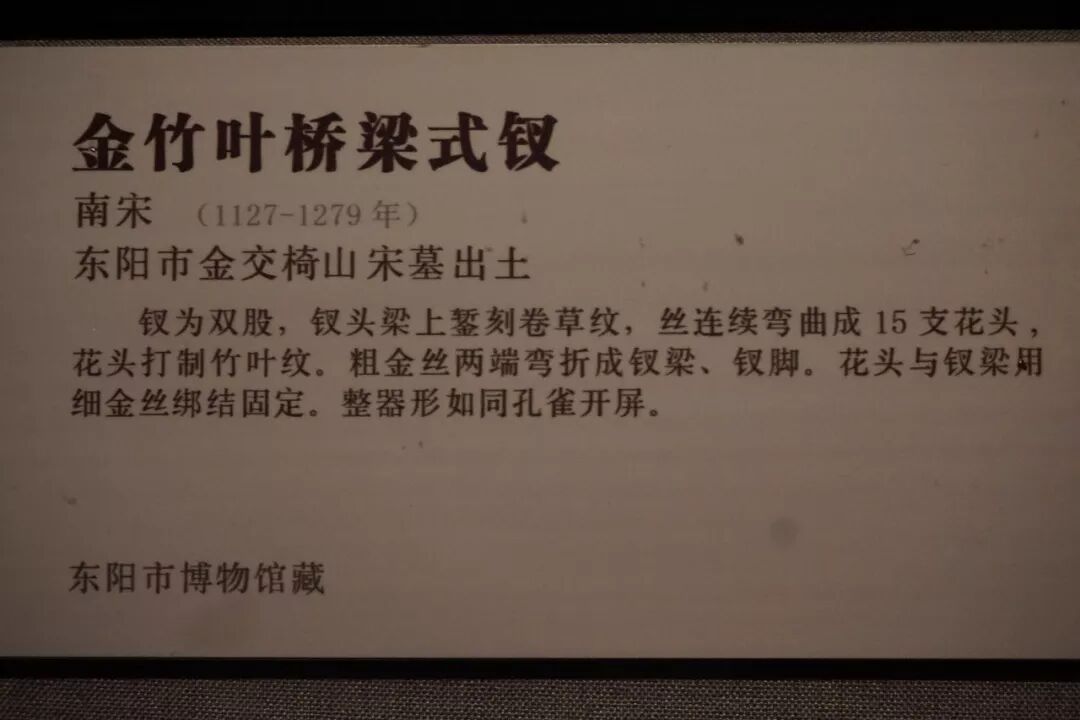 金竹叶桥梁式钗
南宋 （1127-1279 年）
东阳市金交椅山宋墓出土
钗为双股，钗头梁上錾刻卷草纹，丝连续弯曲成 15 支花头，
花头打制竹叶纹。粗金丝两端弯折成钗梁、钗脚。花头与钗梁用
细金丝绑结固定。整器形如同孔雀开屏。
东阳市博物馆藏